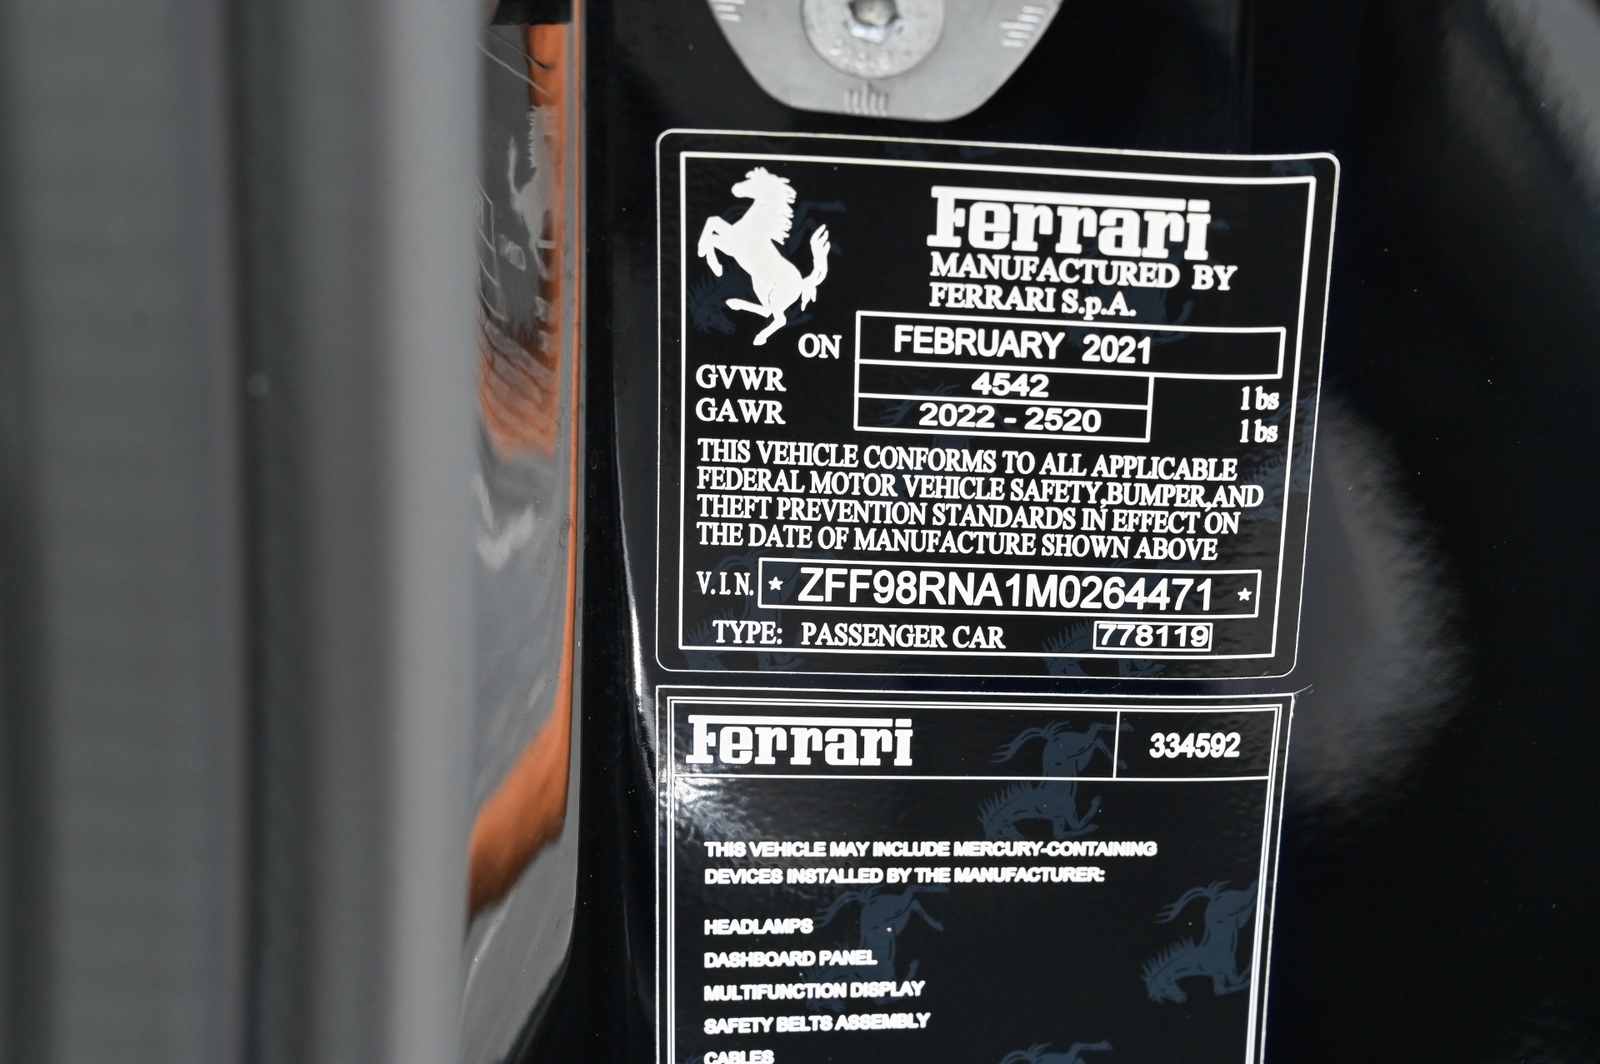 Ferrari
MANUFACTURED BY
FERRARI S.p.A.
ON FEBRUARY 2021
GVWR 4542 lbs
GAWR 2022 - 2520 lbs
THIS VEHICLE CONFORMS TO ALL APPLICABLE
FEDERAL MOTOR VEHICLE SAFETY,BUMPER,AND
THEFT PREVENTION STANDARDS IN EFFECT ON
THE DATE OF MANUFACTURE SHOWN ABOVE
V.I.N. * ZFF98RNA1M0264471 *
TYPE: PASSENGER CAR 778119
Ferrari 334592
THIS VEHICLE MAY INCLUDE MERCURY-CONTAINING
DEVICES INSTALLED BY THE MANUFACTURER:
HEADLAMPS
DASHBOARD PANEL
MULTIFUNCTION DISPLAY
SAFETY BELTS ASSEMBLY
CABLES